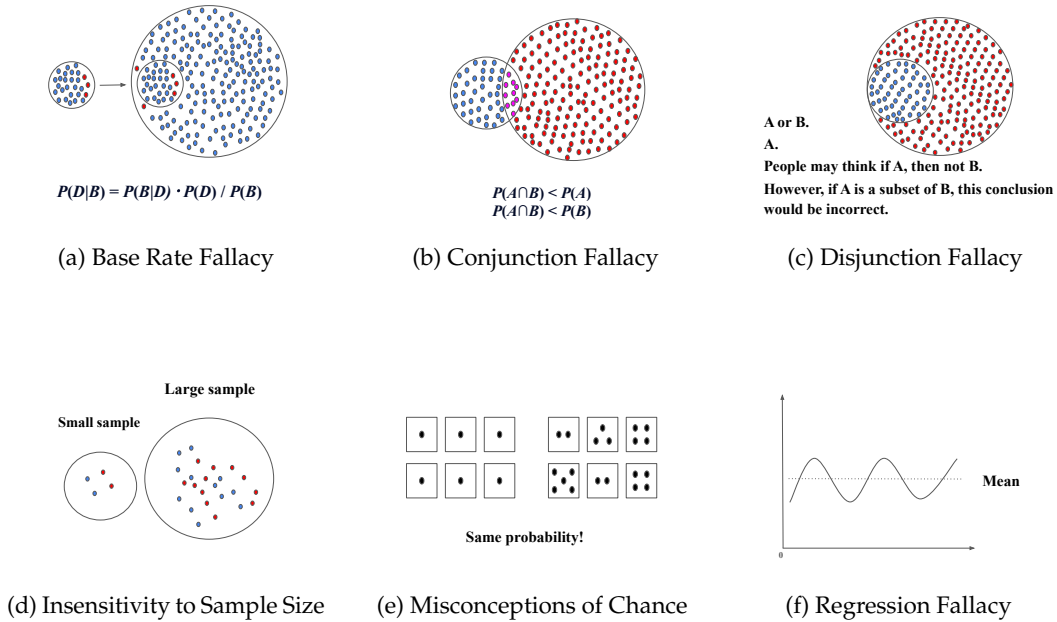 P(D|B) = P(B|D) · P(D) / P(B)
(a) Base Rate Fallacy
P(A∩B) < P(A)
P(A∩B) < P(B)
(b) Conjunction Fallacy
A or B.
A.
People may think if A, then not B.
However, if A is a subset of B, this conclusion
would be incorrect.
(c) Disjunction Fallacy
Small sample
Large sample
(d) Insensitivity to Sample Size
Same probability!
(e) Misconceptions of Chance
Mean
0
(f) Regression Fallacy